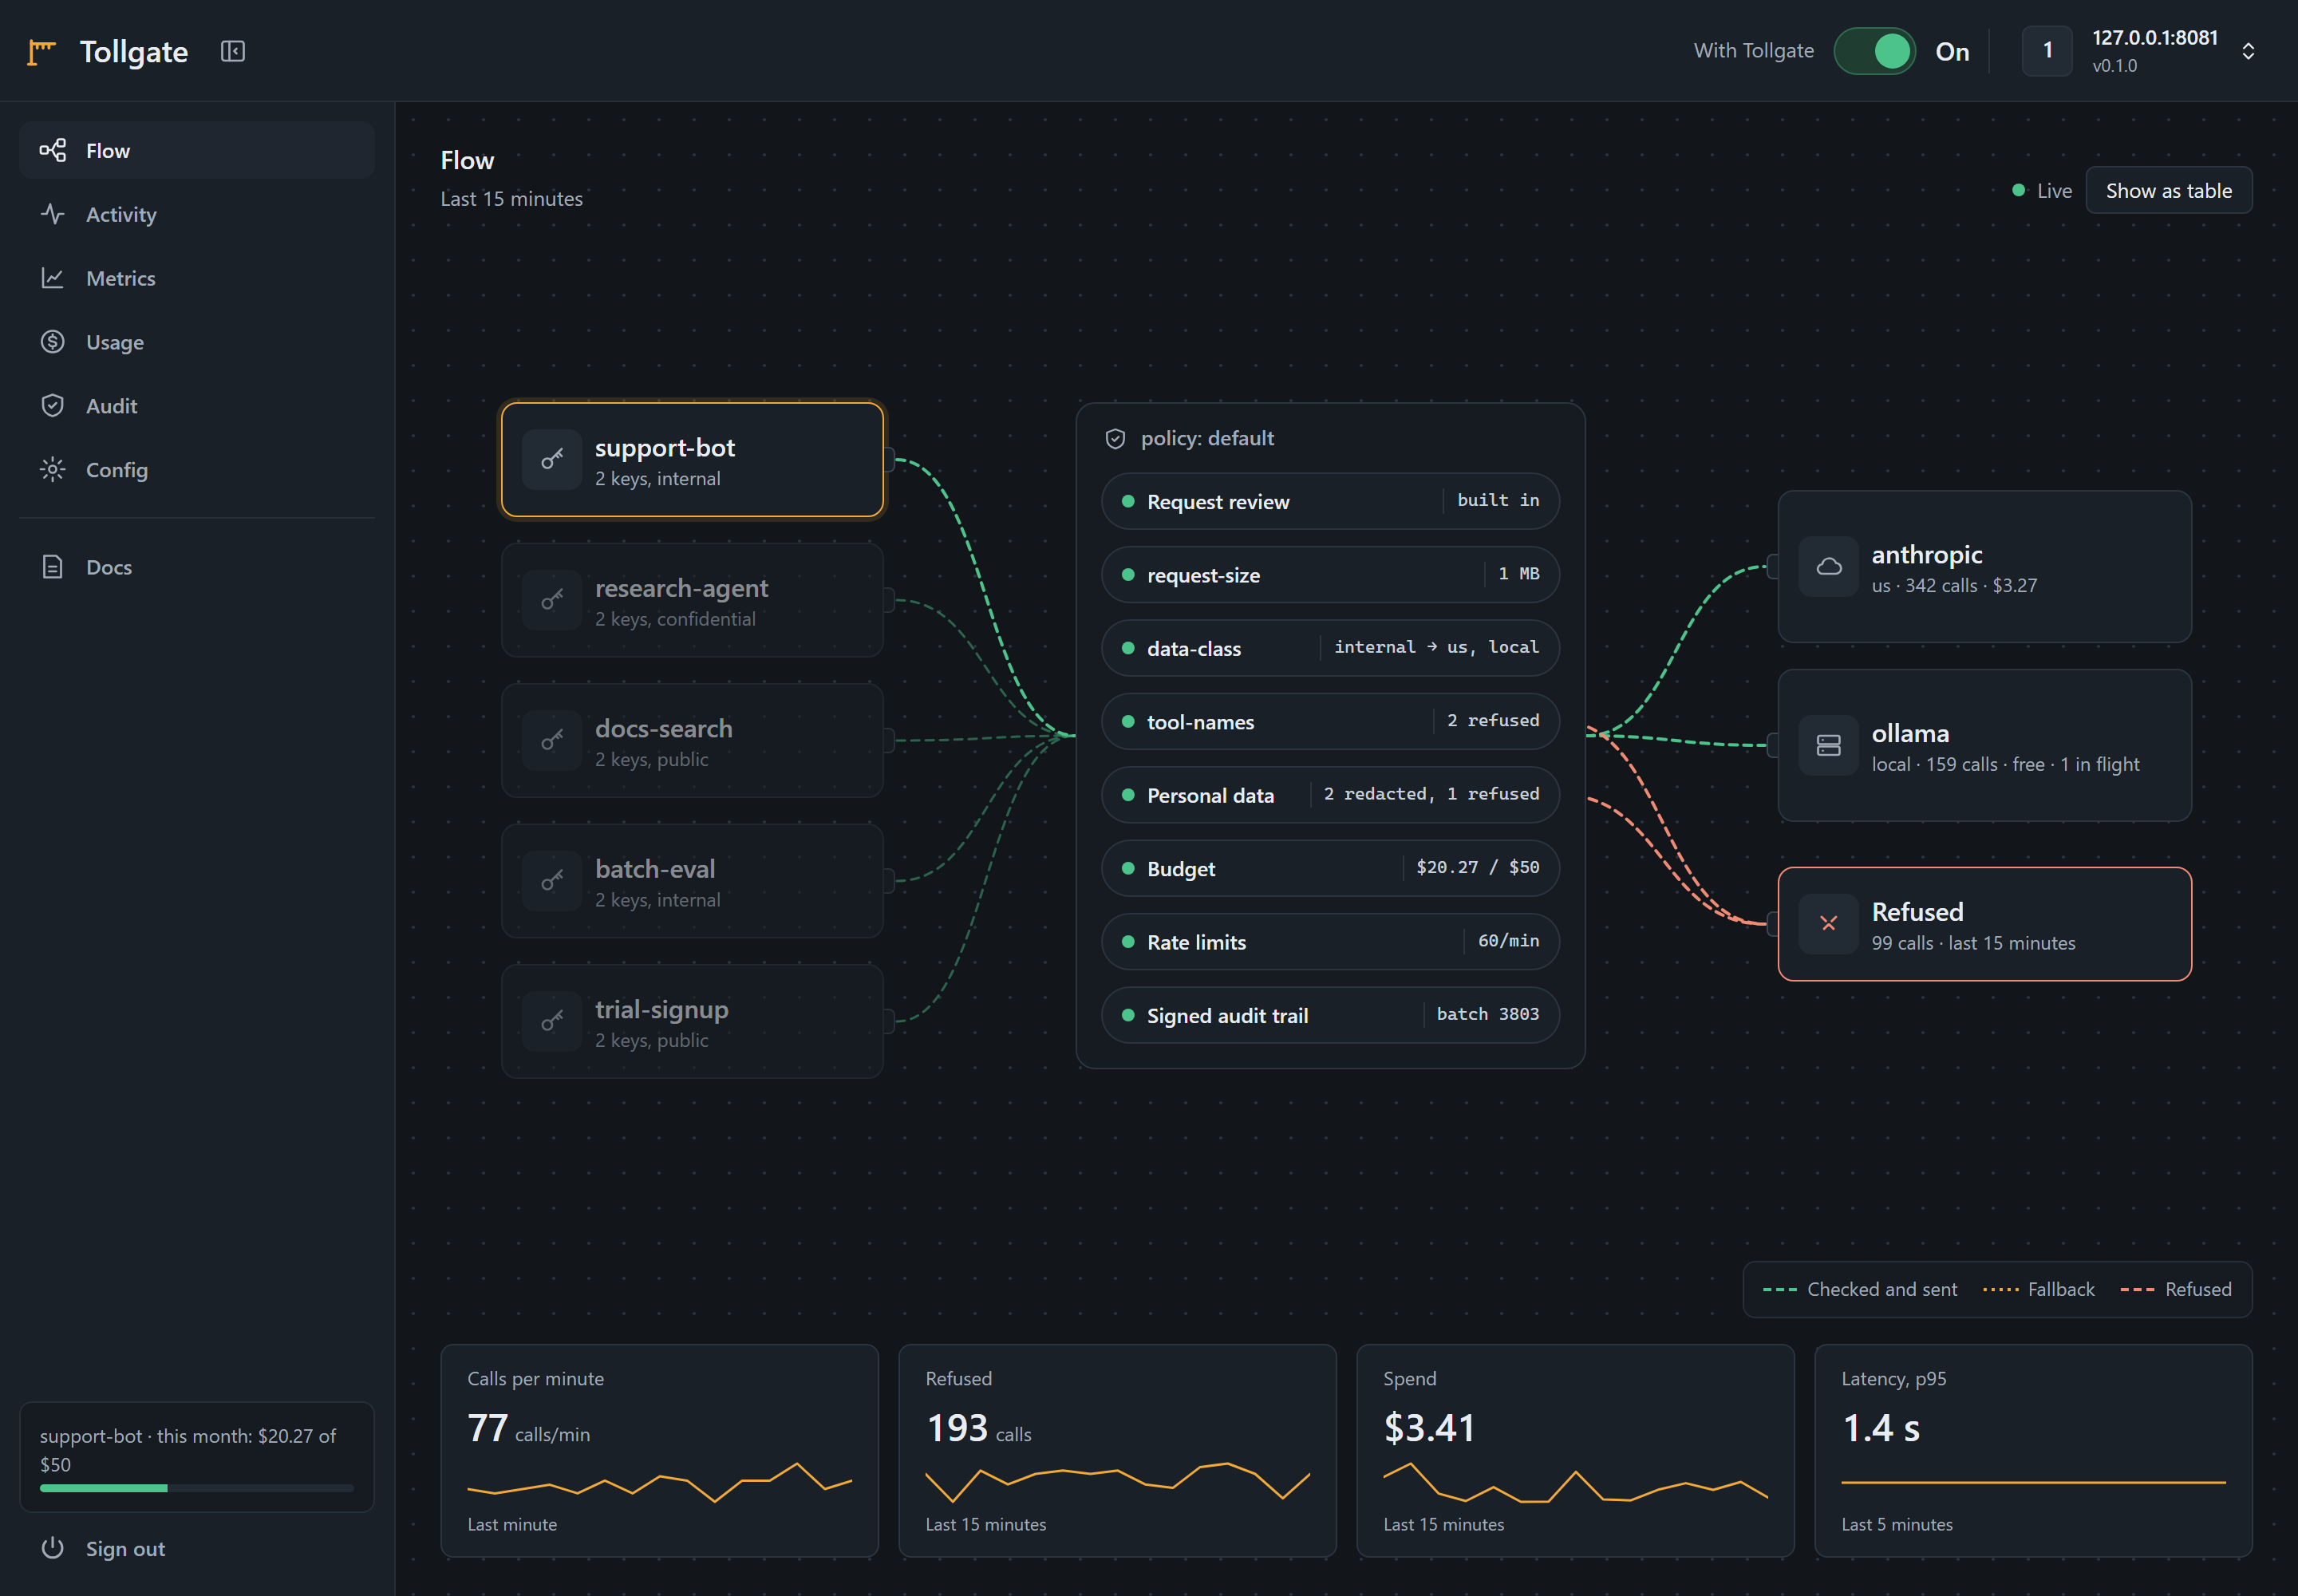 Tollgate
With Tollgate
On
1
127.0.0.1:8081
v0.1.0
Flow
Activity
Metrics
Usage
Audit
Config
Docs
support-bot · this month: $20.27 of
$50
Sign out
Flow
Last 15 minutes
Live
Show as table
support-bot
2 keys, internal
research-agent
2 keys, confidential
docs-search
2 keys, public
batch-eval
2 keys, internal
trial-signup
2 keys, public
policy: default
Request review built in
request-size 1 MB
data-class internal → us, local
tool-names 2 refused
Personal data 2 redacted, 1 refused
Budget $20.27 / $50
Rate limits 60/min
Signed audit trail batch 3803
anthropic
us · 342 calls · $3.27
ollama
local · 159 calls · free · 1 in flight
Refused
99 calls · last 15 minutes
Checked and sent
Fallback
Refused
Calls per minute
77 calls/min
Last minute
Refused
193 calls
Last 15 minutes
Spend
$3.41
Last 15 minutes
Latency, p95
1.4 s
Last 5 minutes